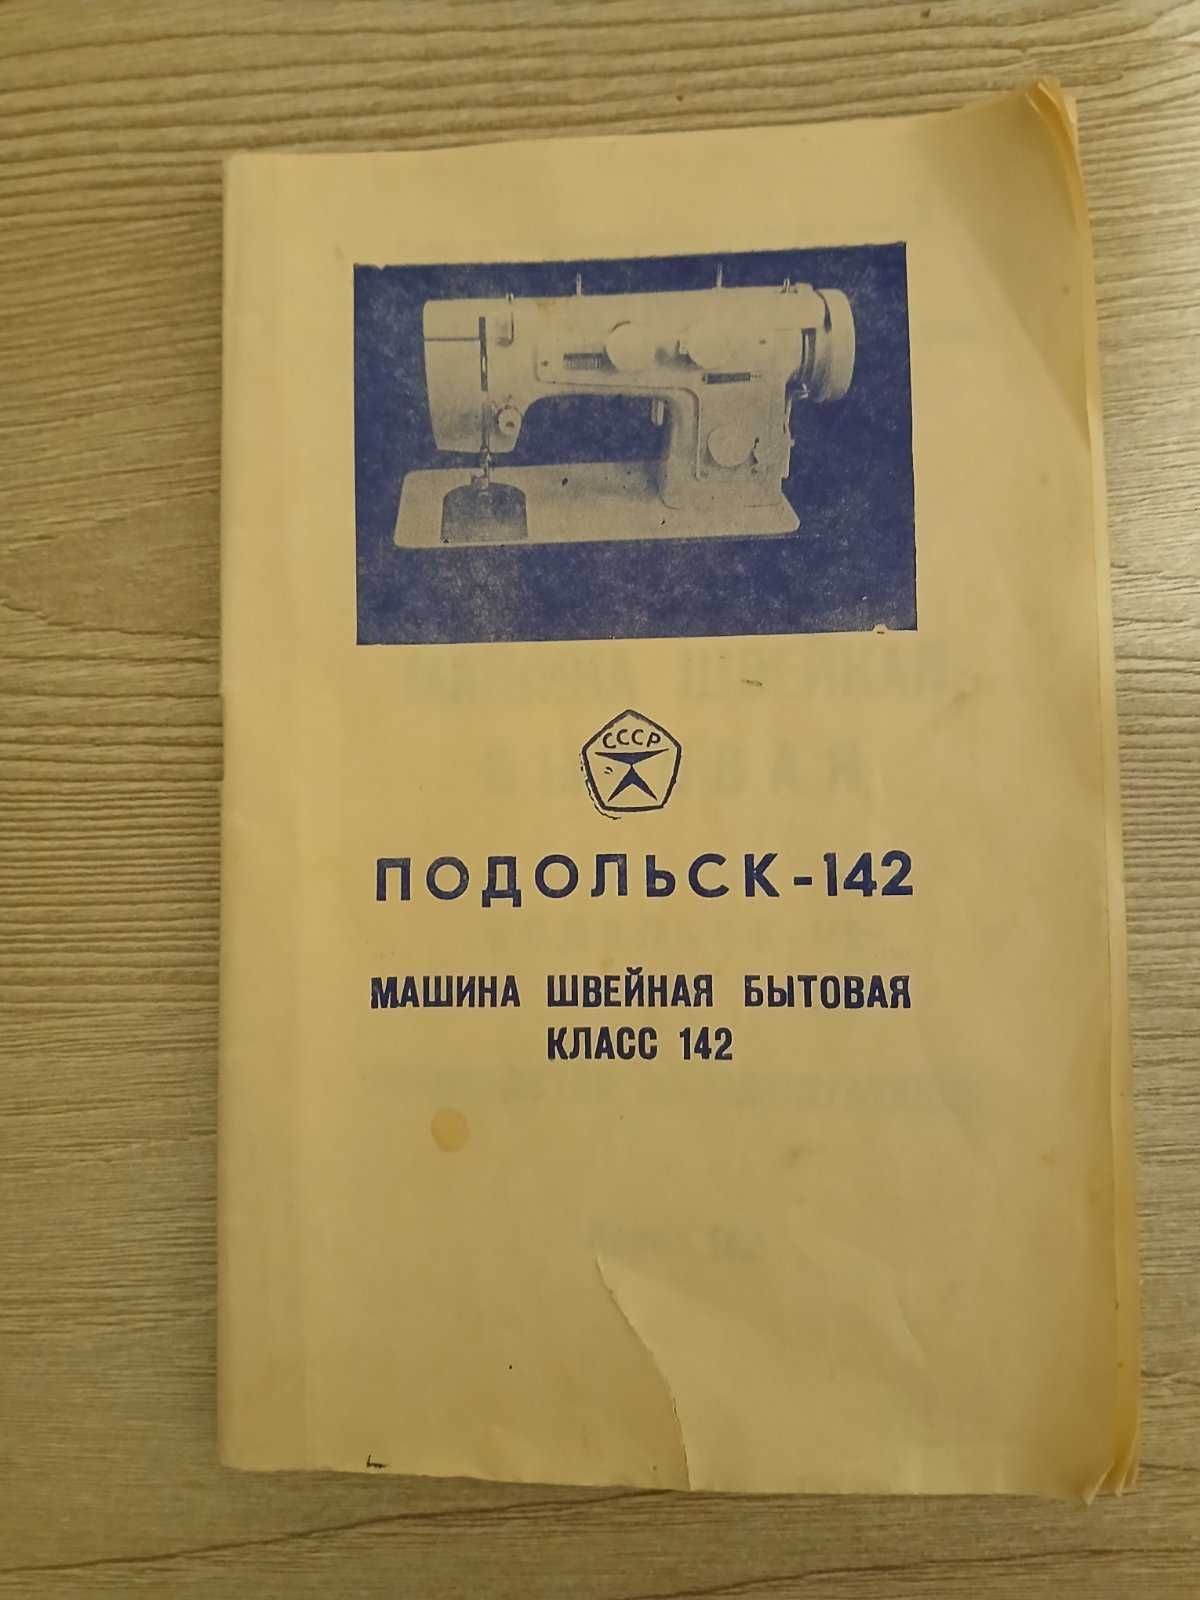 СССР
ПОДОЛЬСК-142
МАШИНА ШВЕЙНАЯ БЫТОВАЯ
КЛАСС 142